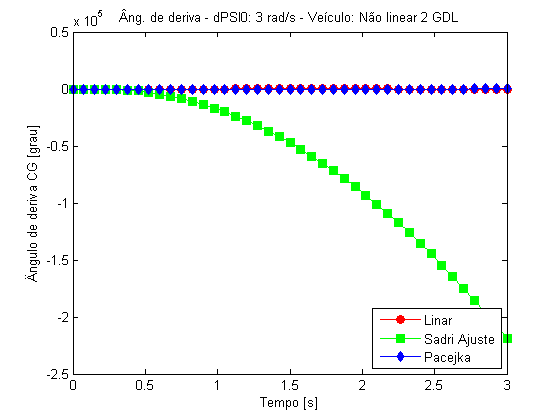 x 10^5
Âng. de deriva - dPSI0: 3 rad/s - Veículo: Não linear 2 GDL
0.5
0
-0.5
-1
-1.5
-2
-2.5
Ângulo de deriva CG [grau]
0 0.5 1 1.5 2 2.5 3
Tempo [s]
Linar
Sadri Ajuste
Pacejka